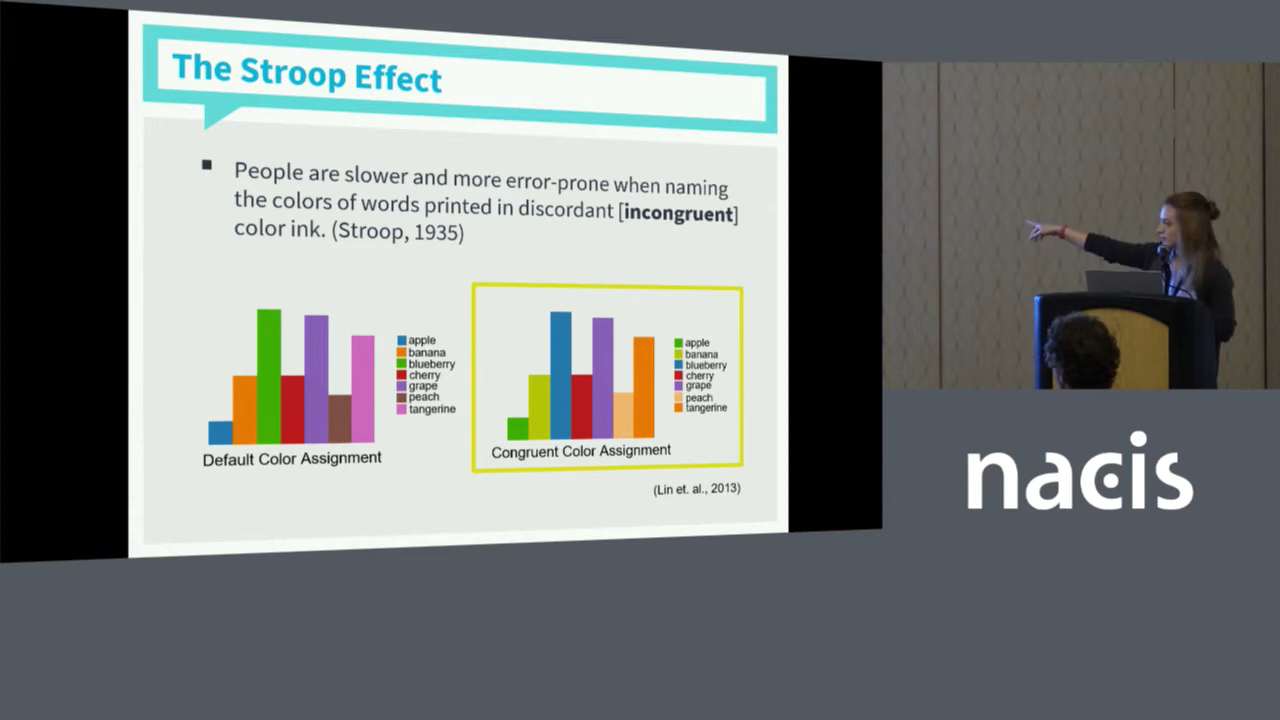 The Stroop Effect
People are slower and more error-prone when naming
the colors of words printed in discordant [incongruent]
color ink. (Stroop, 1935)
apple
banana
blueberry
cherry
grape
peach
tangerine
Default Color Assignment
apple
banana
blueberry
cherry
grape
peach
tangerine
Congruent Color Assignment
(Lin et. al., 2013)
nacis